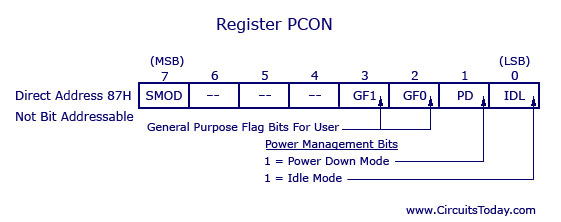 Register PCON
(MSB) (LSB)
7 6 5 4 3 2 1 0
Direct Address 87H SMOD -- -- -- GF1 GF0 PD IDL
Not Bit Addressable
General Purpose Flag Bits For User
Power Management Bits
1 = Power Down Mode
1 = Idle Mode
www.CircuitsToday.com